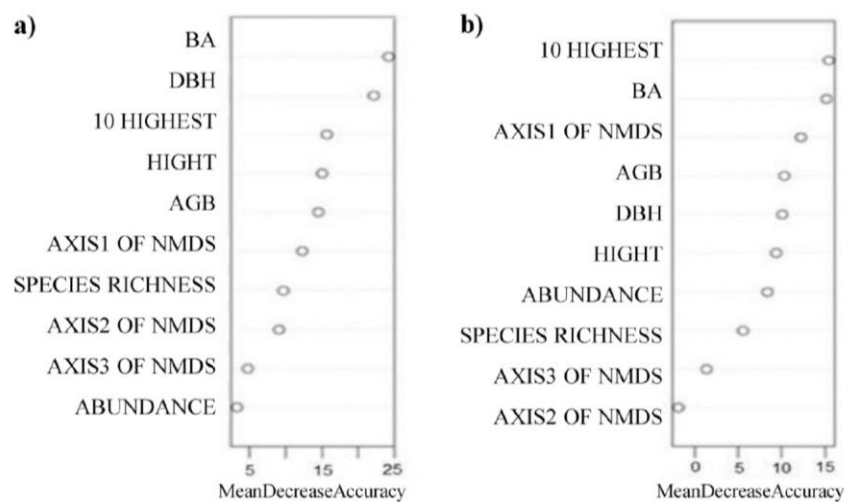 a)
BA
DBH
10 HIGHEST
HIGHT
AGB
AXIS1 OF NMDS
SPECIES RICHNESS
AXIS2 OF NMDS
AXIS3 OF NMDS
ABUNDANCE
5 15 25
MeanDecreaseAccuracy
b)
10 HIGHEST
BA
AXIS1 OF NMDS
AGB
DBH
HIGHT
ABUNDANCE
SPECIES RICHNESS
AXIS3 OF NMDS
AXIS2 OF NMDS
0 5 10 15
MeanDecreaseAccuracy